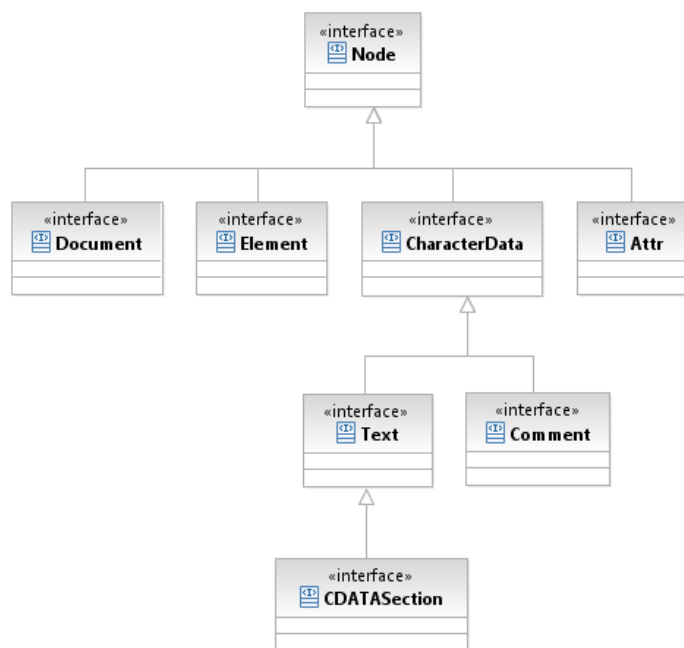 «interface»
Node
«interface»
Document
«interface»
Element
«interface»
CharacterData
«interface»
Attr
«interface»
Text
«interface»
Comment
«interface»
CDATASection